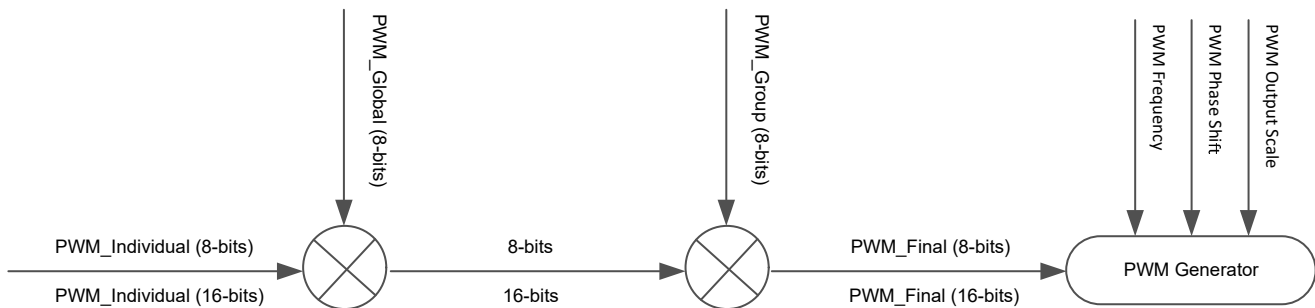 PWM_Global (8-bits)
PWM_Group (8-bits)
PWM Frequency
PWM Phase Shift
PWM Output Scale
PWM_Individual (8-bits)
8-bits
PWM_Final (8-bits)
PWM Generator
PWM_Individual (16-bits)
16-bits
PWM_Final (16-bits)